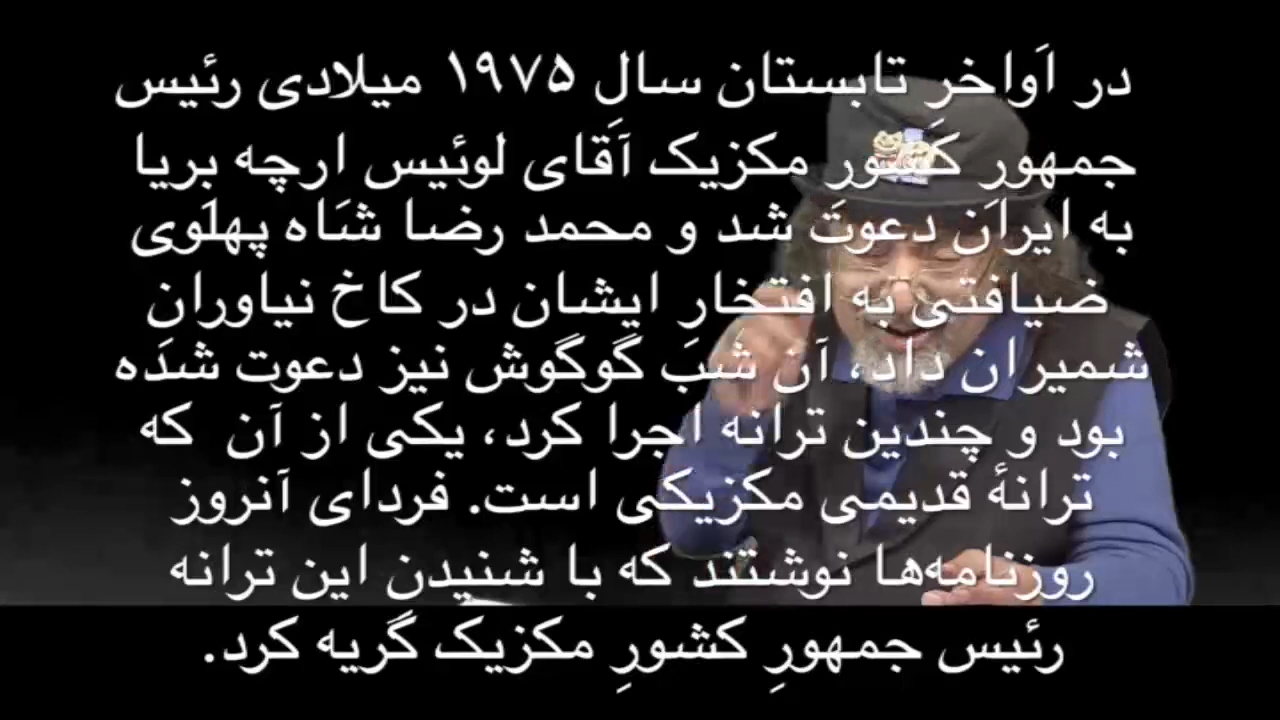 در اَواخرِ تابستان سالِ ۱۹۷۵ میلادی رئیس
جمهورِ کَشورِ مکزیک آقای لوئیس ارچه بریا
به ایران دعوت شد و محمد رضا شاه پهلوی
ضیافتی به افتخارِ ایشان در کاخ نیاورانِ
شمیران داد، آن شب گوگوش نیز دعوت شده
بود و چندین ترانه اجرا کرد، یکی از آن که
ترانهٔ قدیمی مکزیکی است. فردای آنروز
روزنامه‌ها نوشتند که با شنیدن این ترانه
رئیس جمهورِ کشورِ مکزیک گریه کرد.